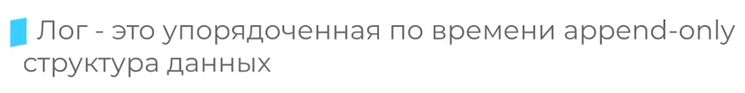 Лог - это упорядоченная по времени append-only
структура данных